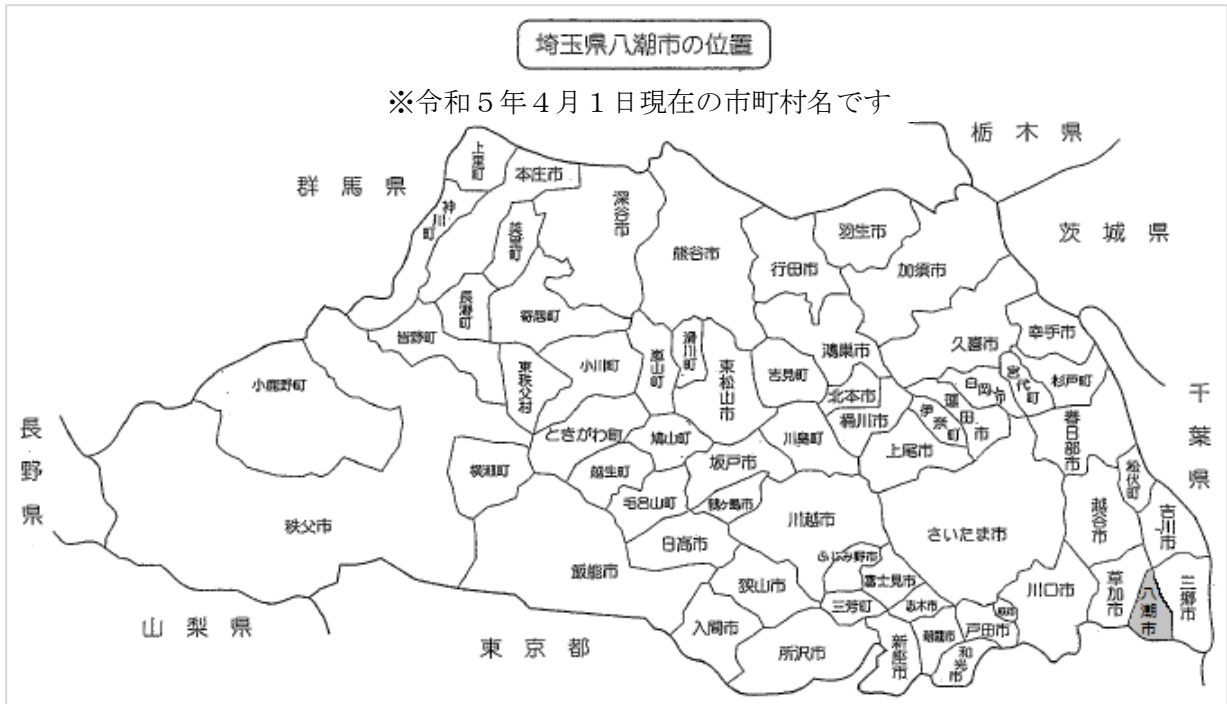 埼玉県八潮市の位置
※令和5年4月1日現在の市町村名です
栃木県
群馬県
茨城県
千葉県
長野県
山梨県
東京都
上里町
本庄市
神川町
美里町
深谷市
熊谷市
行田市
羽生市
加須市
長瀞町
皆野町
寄居町
小鹿野町
東秩父村
小川町
嵐山町
滑川町
東松山市
吉見町
鴻巣市
北本市
桶川市
久喜市
幸手市
白岡市
宮代町
杉戸町
蓮田市
伊奈町
春日部市
ときがわ町
鳩山町
川島町
上尾市
横瀬町
越生町
坂戸市
松伏町
毛呂山町
鶴ヶ島市
川越市
さいたま市
越谷市
吉川市
秩父市
日高市
飯能市
ふじみ野市
富士見市
狭山市
三芳町
志木市
川口市
草加市
八潮市
三郷市
入間市
所沢市
新座市
朝霞市
戸田市
和光市